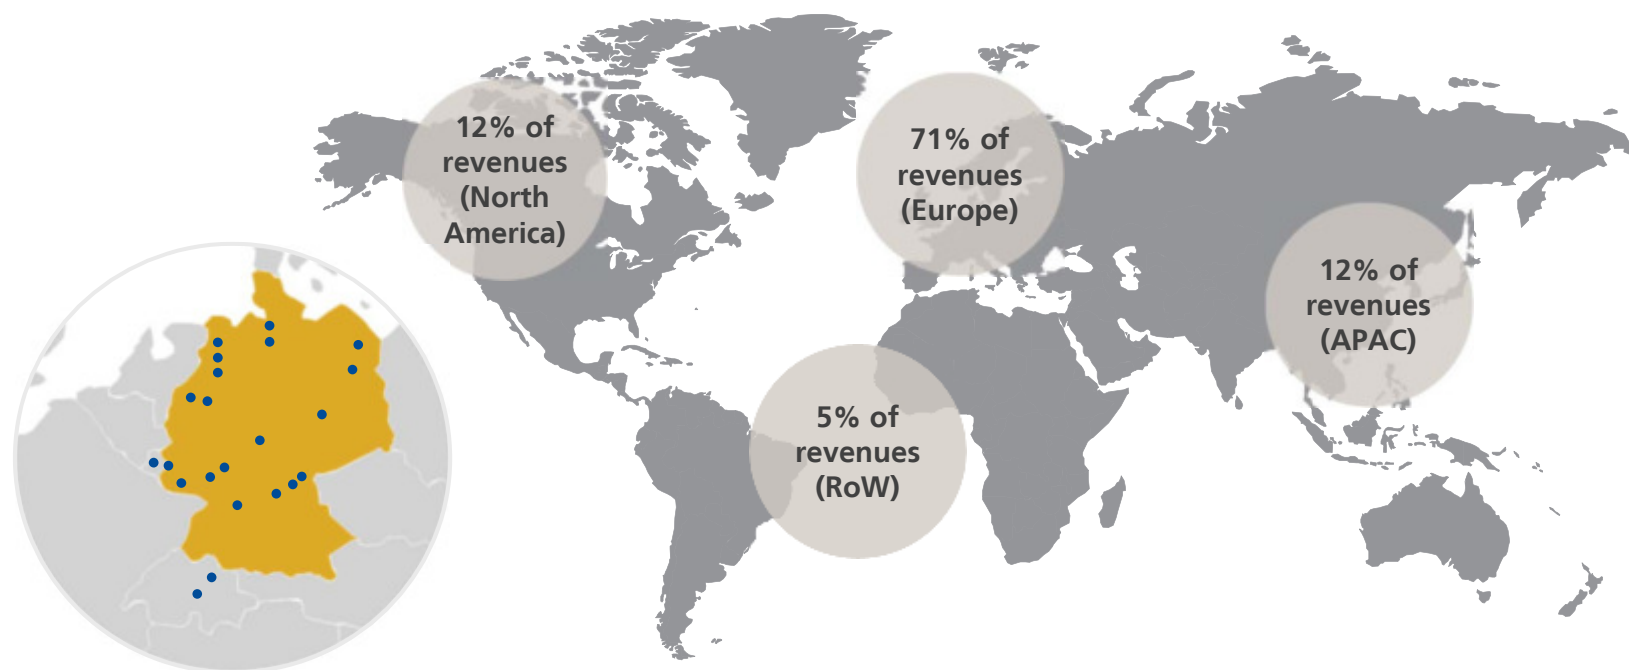 12% of
revenues
(North
America)
71% of
revenues
(Europe)
12% of
revenues
(APAC)
5% of
revenues
(RoW)